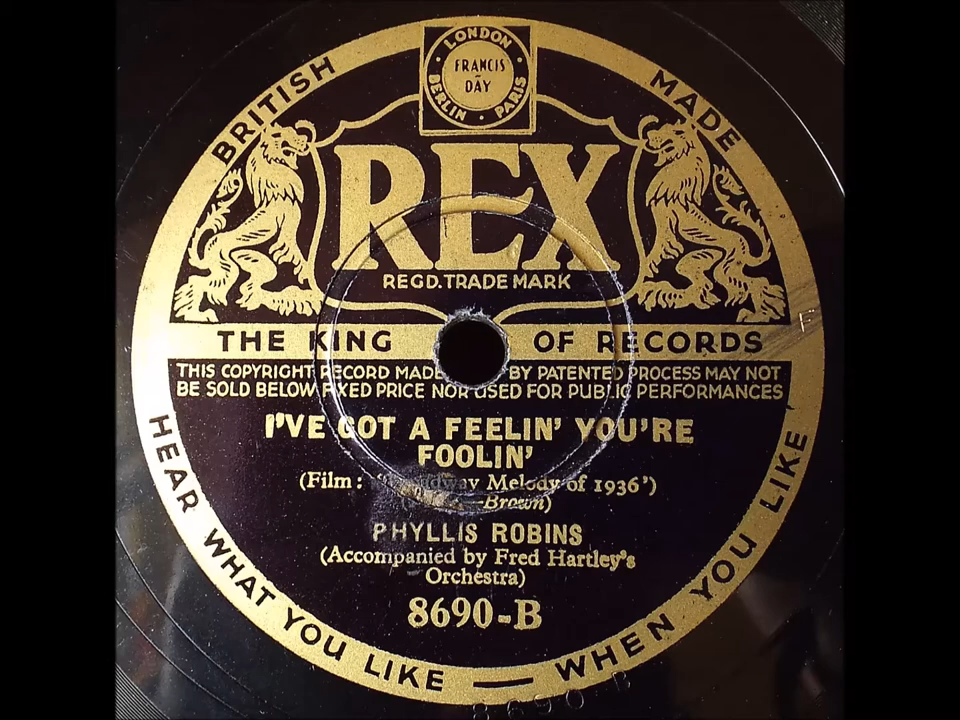 LONDON
FRANCIS
-
DAY
BERLIN · PARIS
BRITISH MADE
REX
REGD. TRADE MARK
THE KING OF RECORDS
THIS COPYRIGHT RECORD MADE BY PATENTED PROCESS MAY NOT
BE SOLD BELOW FIXED PRICE NOR USED FOR PUBLIC PERFORMANCES
I'VE GOT A FEELIN' YOU'RE
FOOLIN'
(Film: Melody of 1936')
-Brown)
PHYLLIS ROBINS
(Accompanied by Fred Hartley's
Orchestra)
8690-B
HEAR WHAT YOU LIKE — WHEN YOU LIKE
F
8690-B